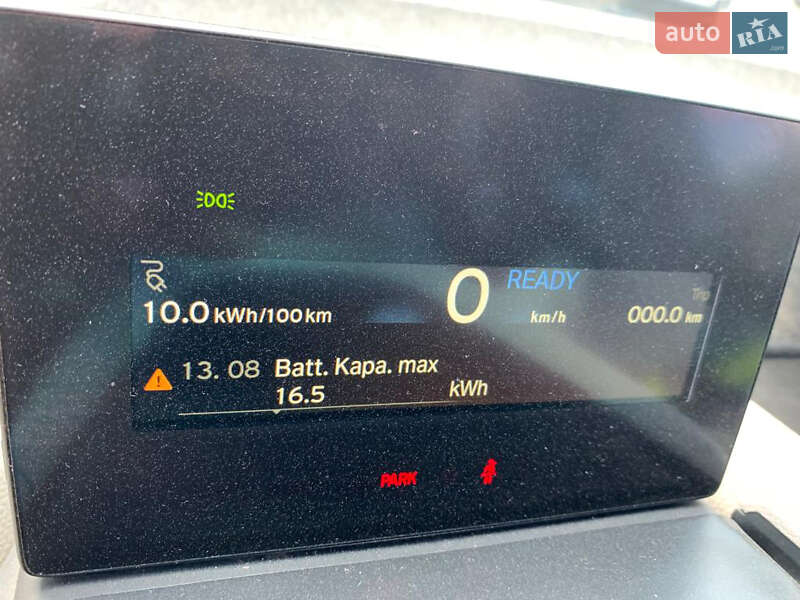 auto RIA
.com
READY
10.0 kWh/100 km
0 km/h
Trip
000.0 km
13. 08 Batt. Kapa. max
16.5 kWh
PARK